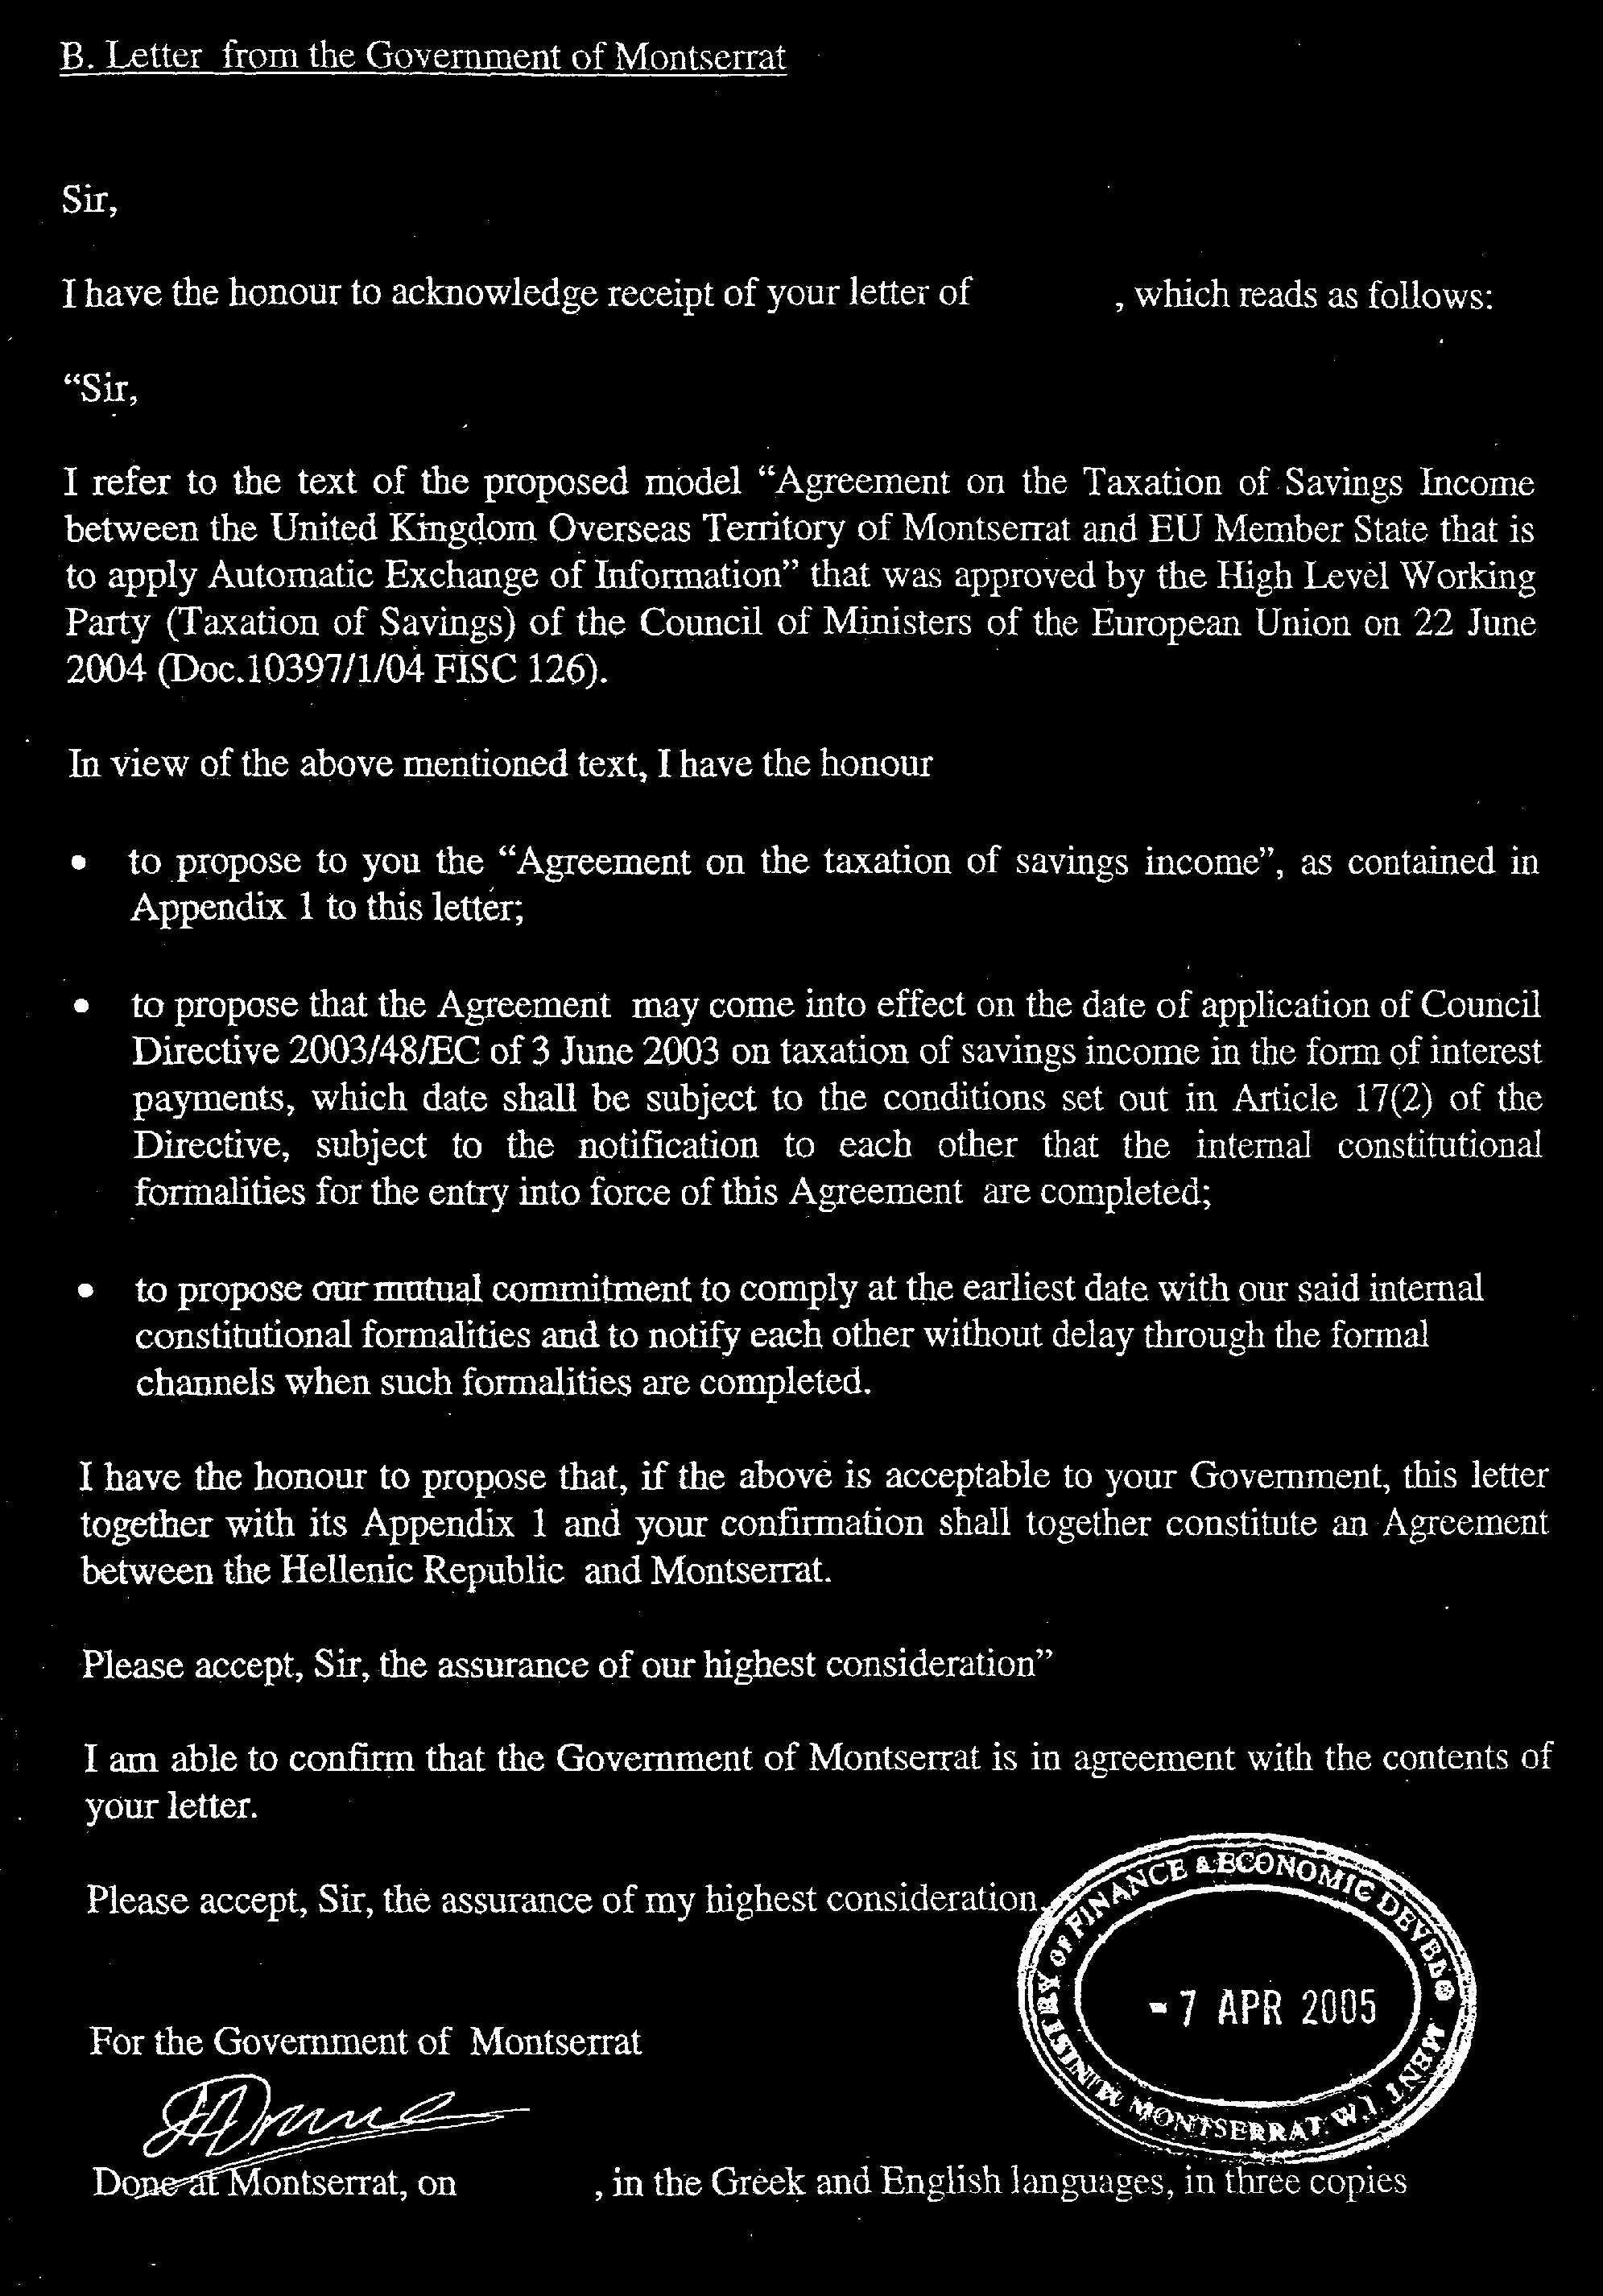 B. Letter from the Government of Montserrat
Sir,
I have the honour to acknowledge receipt of your letter of , which reads as follows:
“Sir,
I refer to the text of the proposed model “Agreement on the Taxation of Savings Income
between the United Kingdom Overseas Territory of Montserrat and EU Member State that is
to apply Automatic Exchange of Information” that was approved by the High Level Working
Party (Taxation of Savings) of the Council of Ministers of the European Union on 22 June
2004 (Doc.10397/1/04 FISC 126).
In view of the above mentioned text, I have the honour
• to propose to you the “Agreement on the taxation of savings income”, as contained in
Appendix 1 to this letter;
• to propose that the Agreement may come into effect on the date of application of Council
Directive 2003/48/EC of 3 June 2003 on taxation of savings income in the form of interest
payments, which date shall be subject to the conditions set out in Article 17(2) of the
Directive, subject to the notification to each other that the internal constitutional
formalities for the entry into force of this Agreement are completed;
• to propose our mutual commitment to comply at the earliest date with our said internal
constitutional formalities and to notify each other without delay through the formal
channels when such formalities are completed.
I have the honour to propose that, if the above is acceptable to your Government, this letter
together with its Appendix 1 and your confirmation shall together constitute an Agreement
between the Hellenic Republic and Montserrat.
Please accept, Sir, the assurance of our highest consideration”
I am able to confirm that the Government of Montserrat is in agreement with the contents of
your letter.
Please accept, Sir, the assurance of my highest consideration.
MINISTRY OF FINANCE & ECONOMIC DEVELOPMENT
- 7 APR 2005
MONTSERRAT W.I
For the Government of Montserrat
Done at Montserrat, on , in the Greek and English languages, in three copies